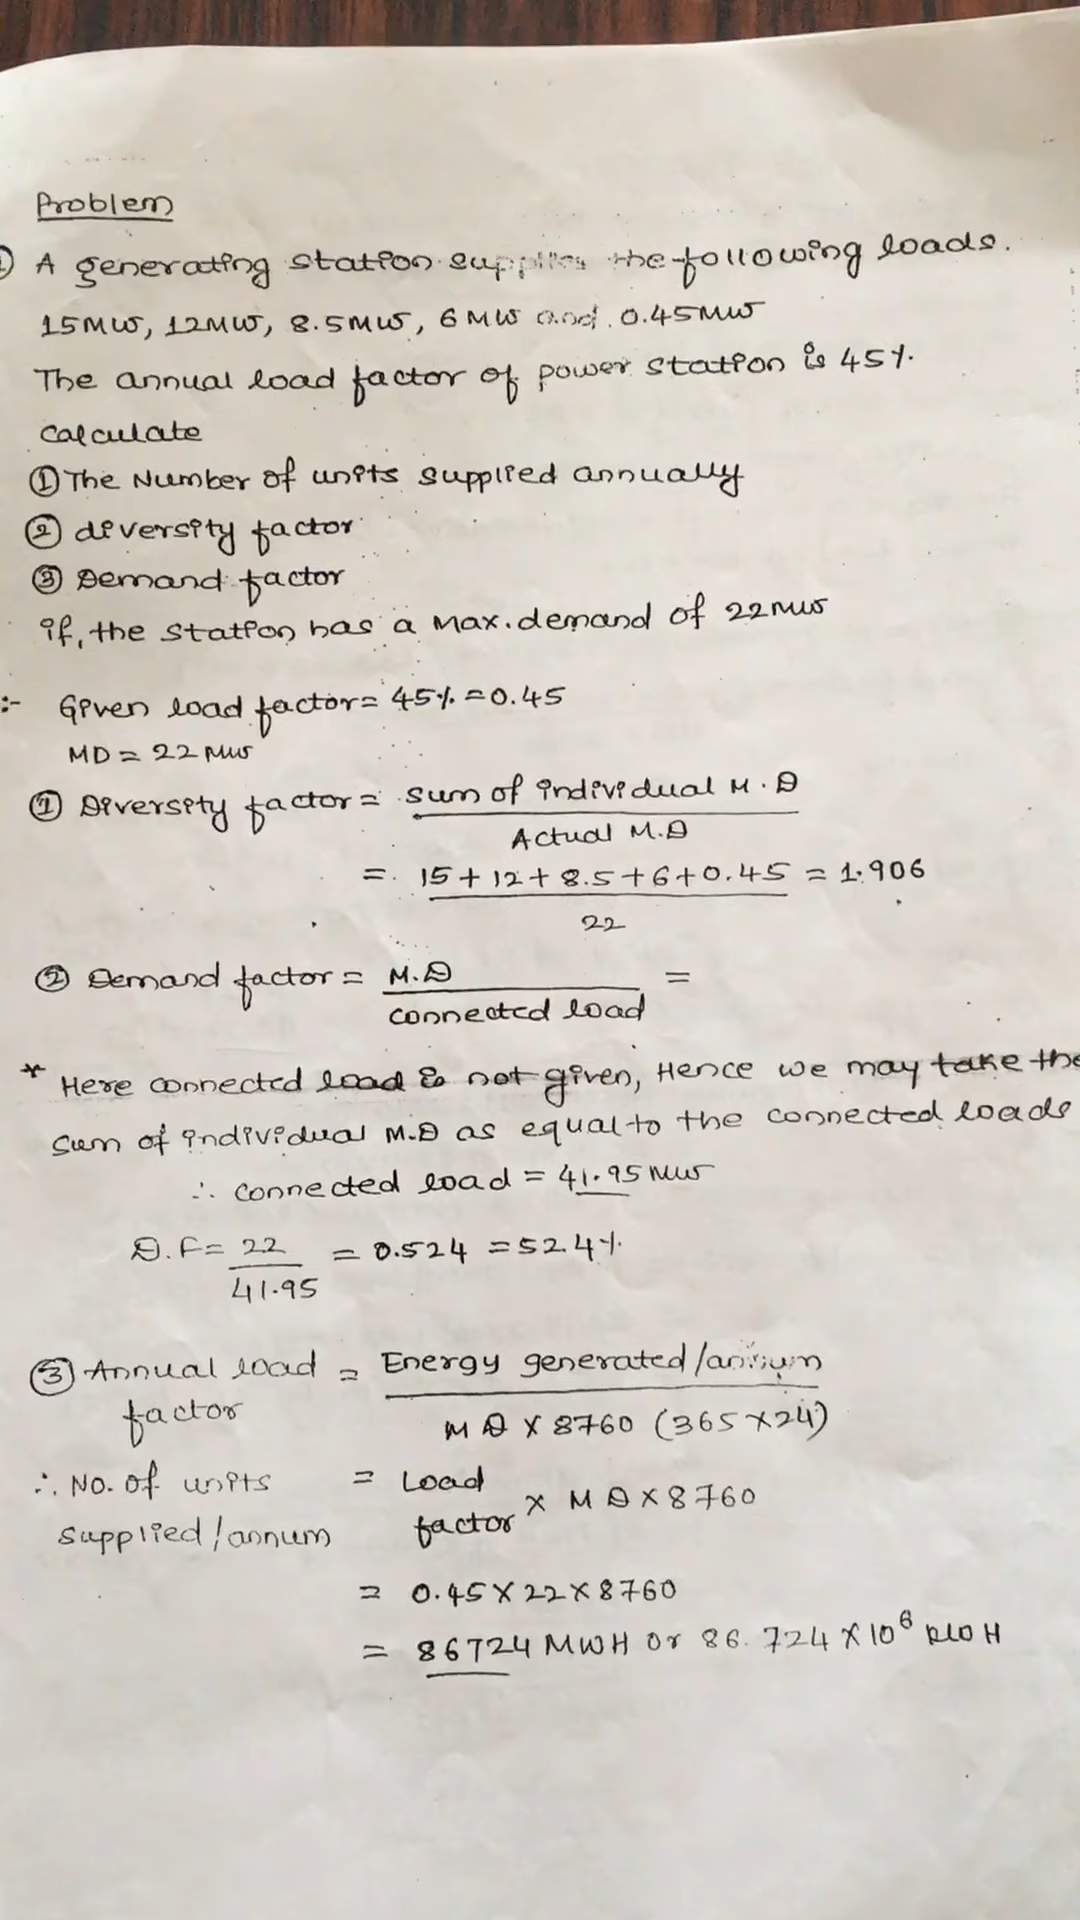 Problem
① A generating station supplies the following loads.
15MW, 12MW, 8.5MW, 6MW and 0.45MW
The annual load factor of power station is 45%.
Calculate
① The Number of units supplied annually
② diversity factor
③ Demand factor
if, the station has a Max. demand of 22MW
:- Given load factor = 45% = 0.45
MD = 22MW
① Diversity factor = sum of individual M.D
Actual M.D
= 15+12+8.5+6+0.45 = 1.906
22
② Demand factor = M.D =
connected load
* Here connected load is not given, Hence we may take the
sum of individual M.D as equal to the connected loads
∴ connected load = 41.95MW
D.F = 22 = 0.524 = 52.4%
41.95
③ Annual load = Energy generated/annum
factor MD × 8760 (365×24)
∴ No. of units = Load × MD × 8760
supplied/annum factor
= 0.45×22×8760
= 86724 MWH or 86.724×10⁶ KWH